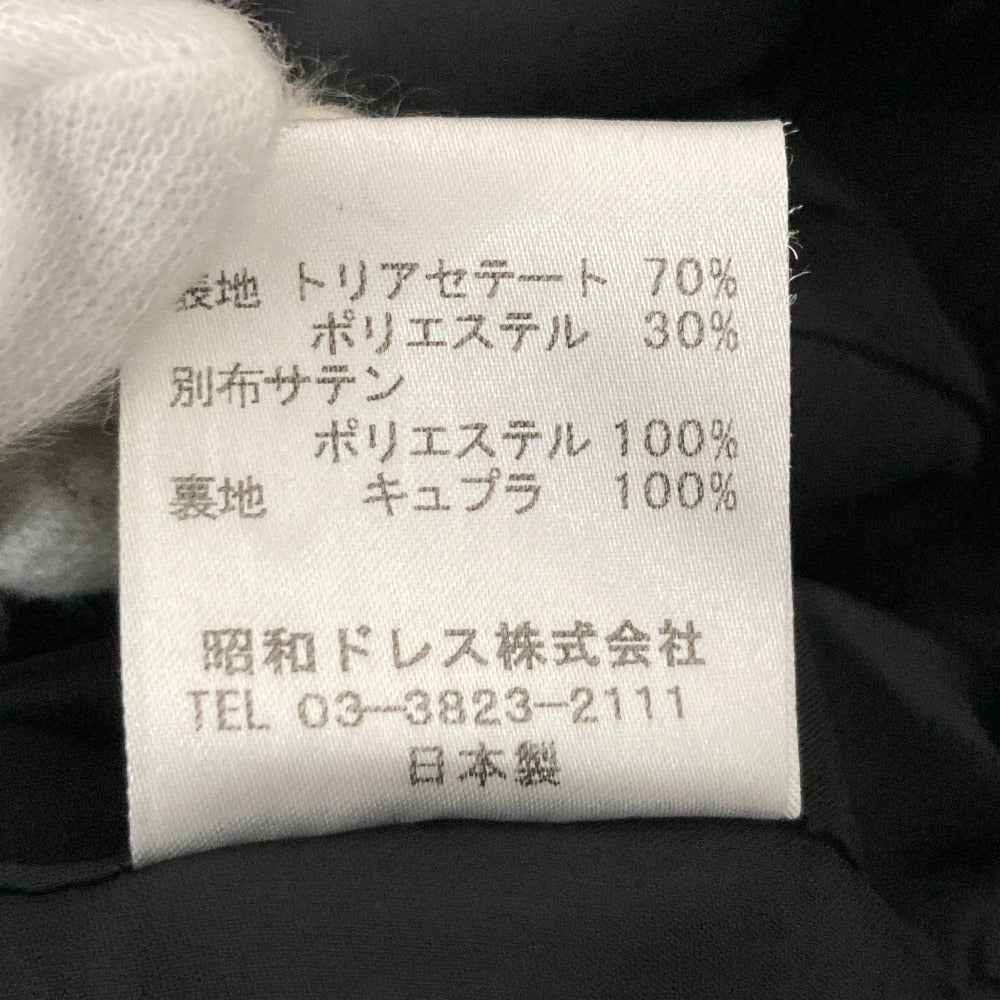 表地 トリアセテート 70%
ポリエステル 30%
別布サテン
ポリエステル 100%
裏地 キュプラ 100%
昭和ドレス株式会社
TEL 03-3823-2111
日本製